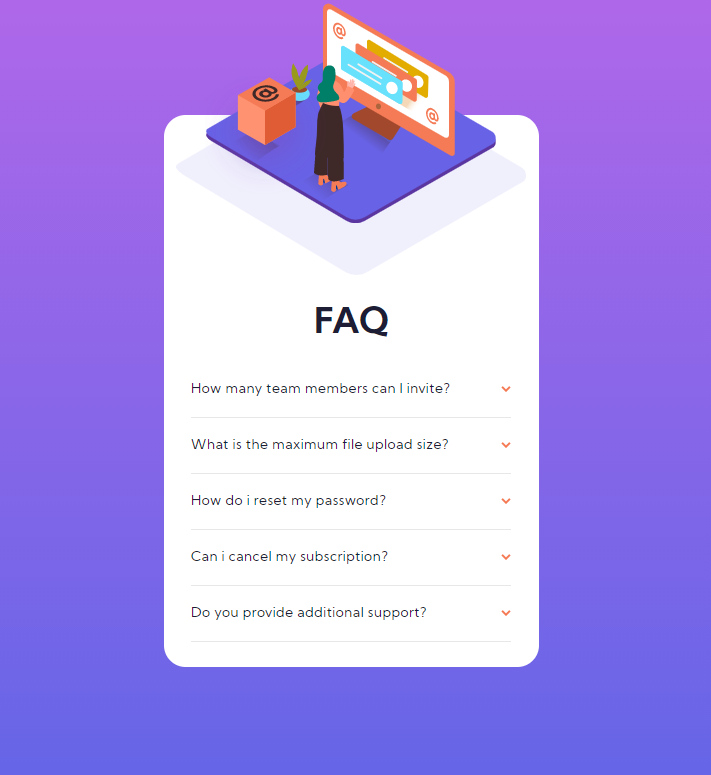 @
@
@
FAQ
How many team members can I invite?
What is the maximum file upload size?
How do i reset my password?
Can i cancel my subscription?
Do you provide additional support?